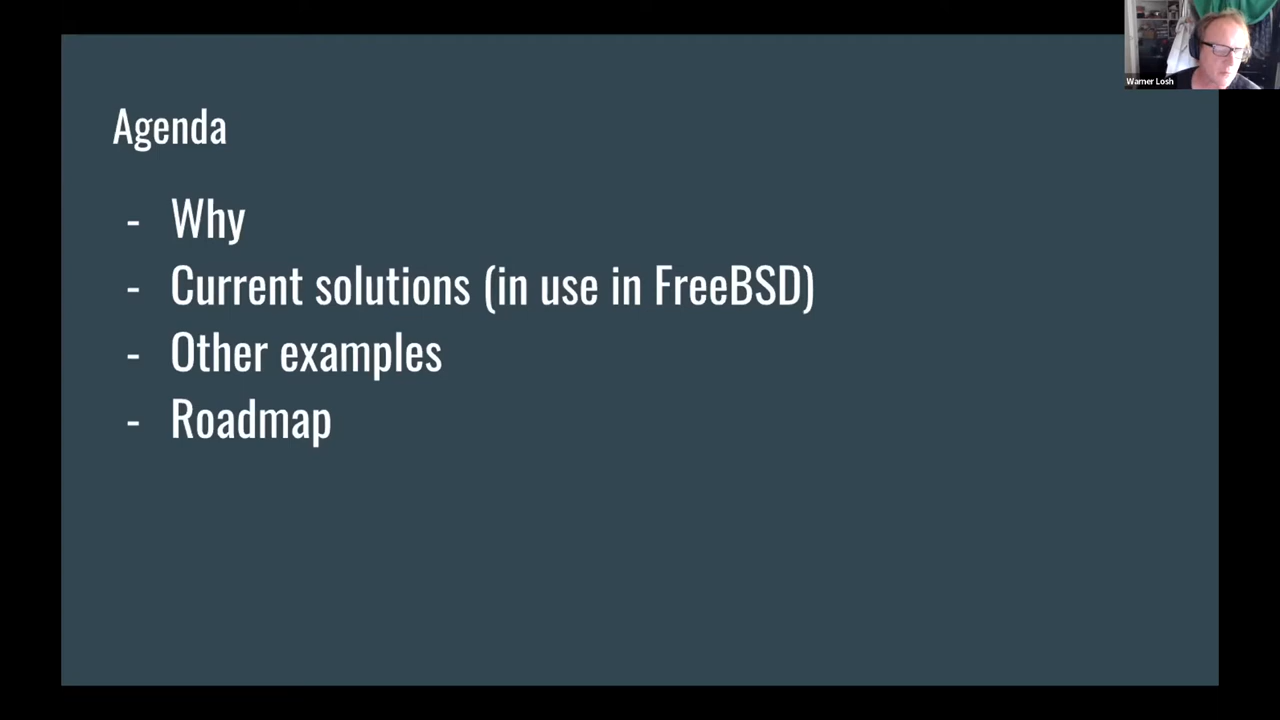 Warner Losh
Agenda
- Why
- Current solutions (in use in FreeBSD)
- Other examples
- Roadmap